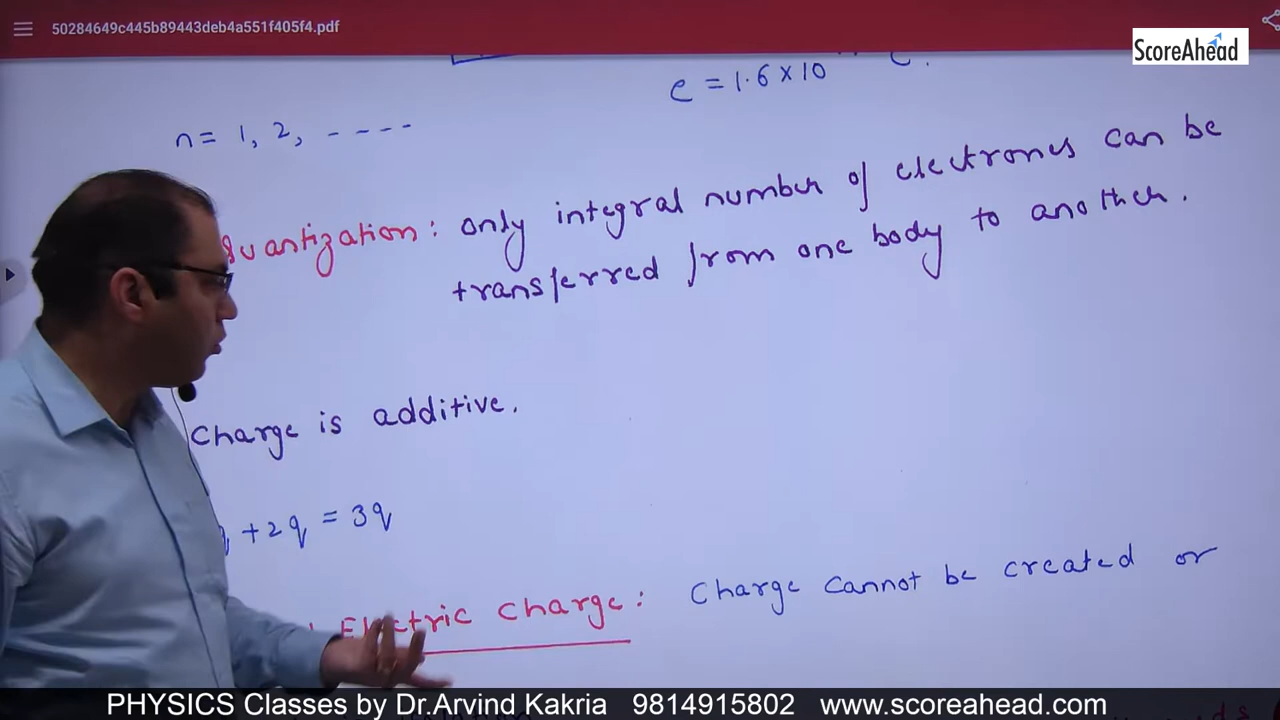 50284649c445b89443deb4a551f405f4.pdf
ScoreAhead
e = 1.6 × 10 C.
n = 1, 2, ----
Quantization: only integral number of electrones can be
transferred from one body to another.
Charge is additive.
q + 2q = 3q
Electric Charge: Charge cannot be created or
PHYSICS Classes by Dr.Arvind Kakria 9814915802 www.scoreahead.com